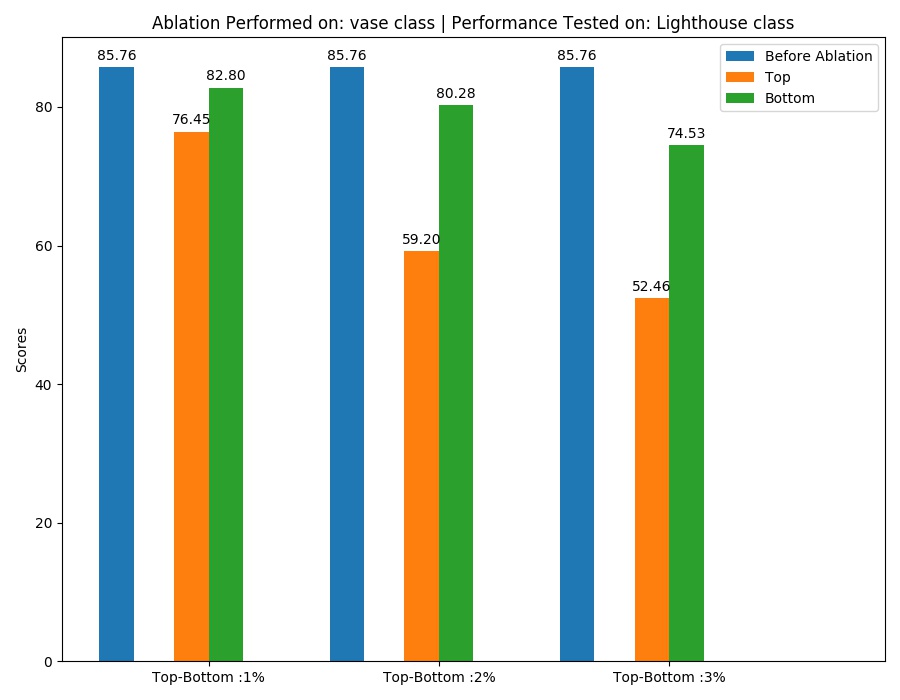 Ablation Performed on: vase class | Performance Tested on: Lighthouse class
85.76
76.45
82.80
85.76
59.20
80.28
85.76
52.46
74.53
Before Ablation
Top
Bottom
Scores
80
60
40
20
0
Top-Bottom :1%
Top-Bottom :2%
Top-Bottom :3%